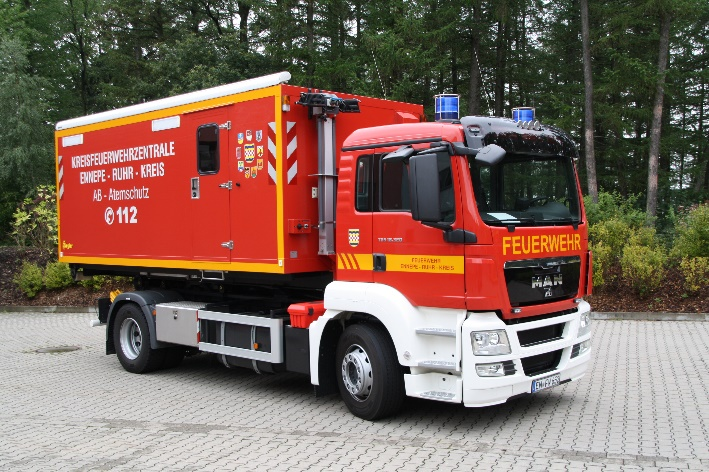 KREISFEUERWEHRZENTRALE
ENNEPE - RUHR - KREIS
AB - Atemschutz
112
FEUERWEHR
FEUERWEHR
ENNEPE-RUHR-KREIS
MAN